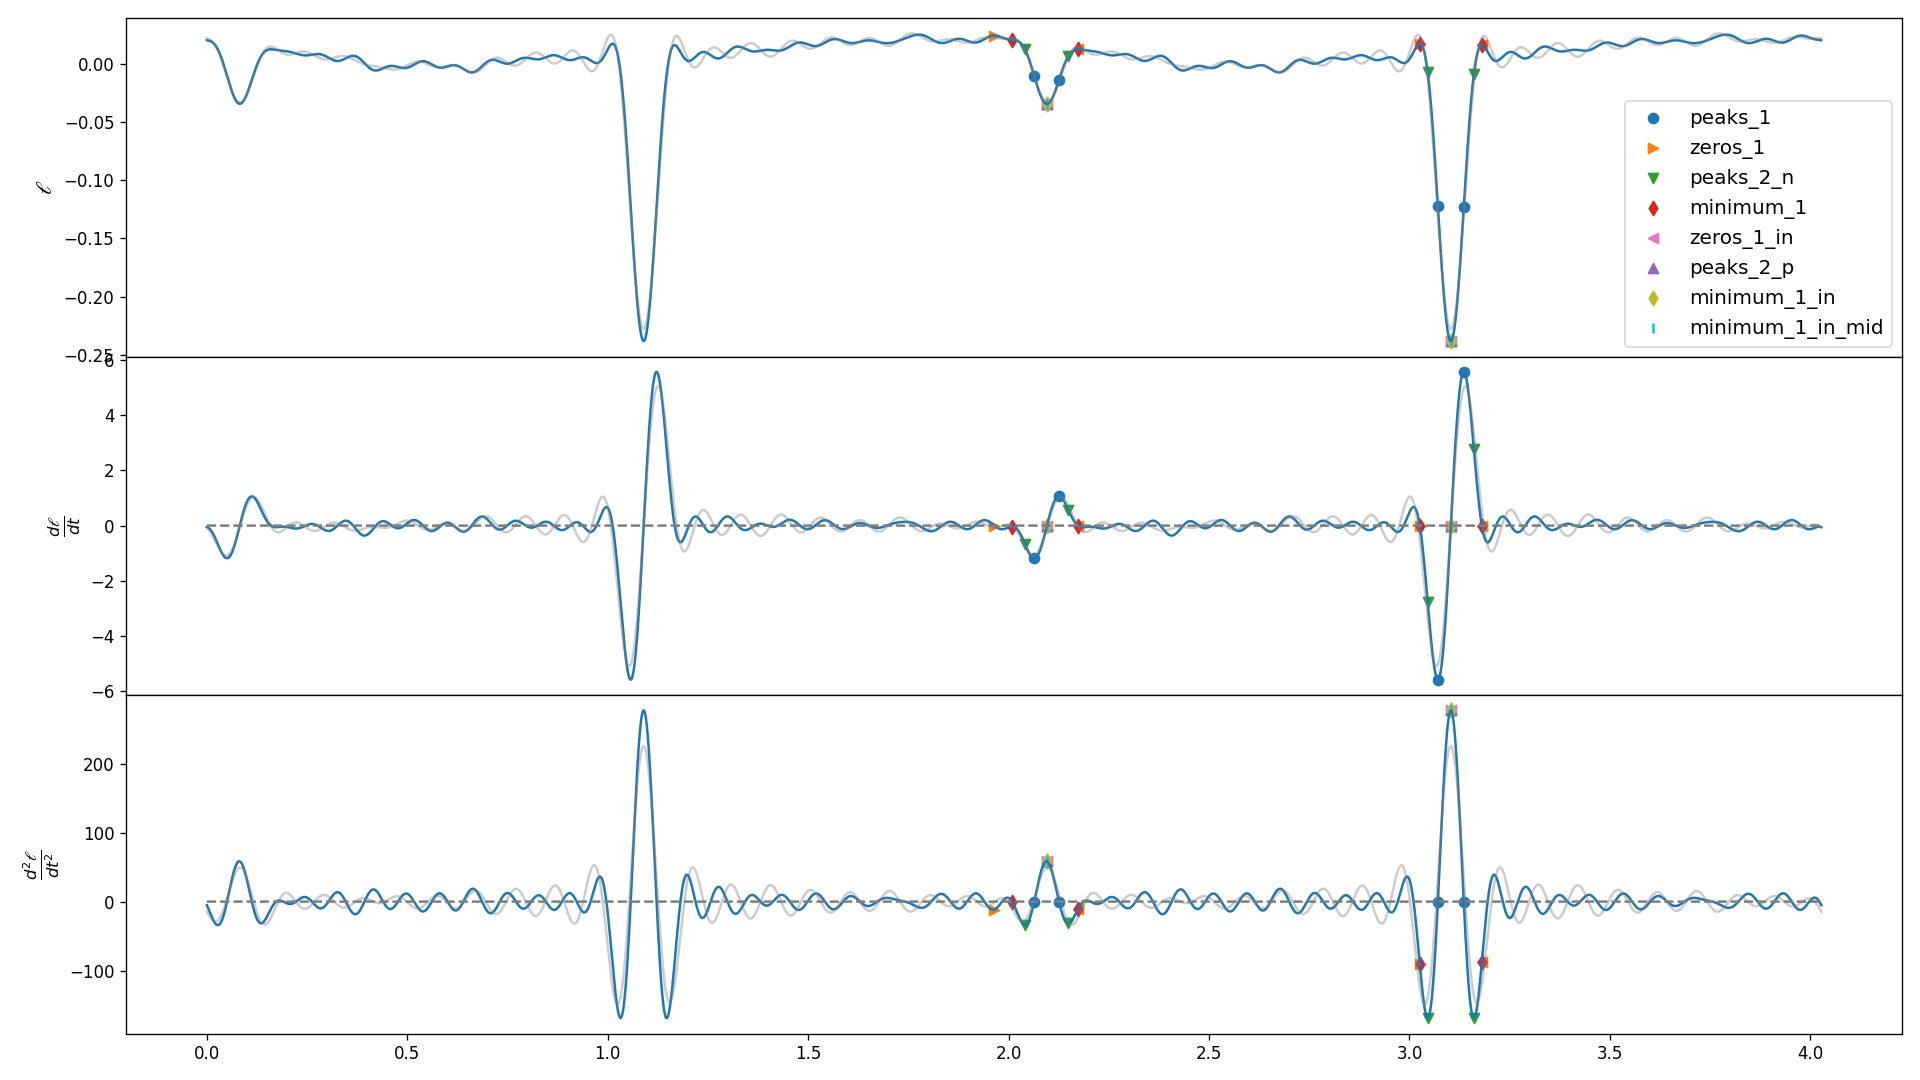 0.00
−0.05
−0.10
−0.15
−0.20
−0.25
ℓ
peaks_1
zeros_1
peaks_2_n
minimum_1
zeros_1_in
peaks_2_p
minimum_1_in
minimum_1_in_mid
6
4
2
0
−2
−4
−6
dℓ
dt
200
100
0
−100
d²ℓ
dt²
0.0 0.5 1.0 1.5 2.0 2.5 3.0 3.5 4.0